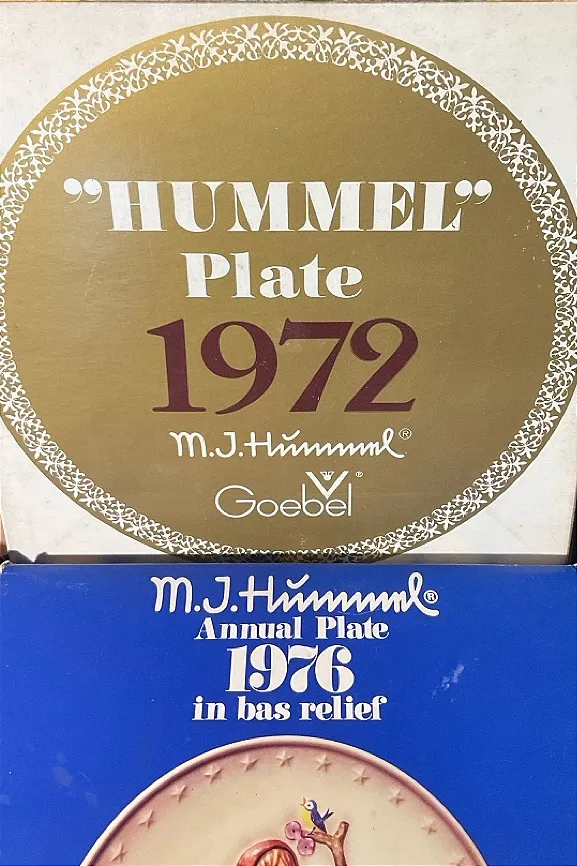 ”HUMMEL”
Plate
1972
M.J.Hummel®
Goebel®
M.J.Hummel®
Annual Plate
1976
in bas relief